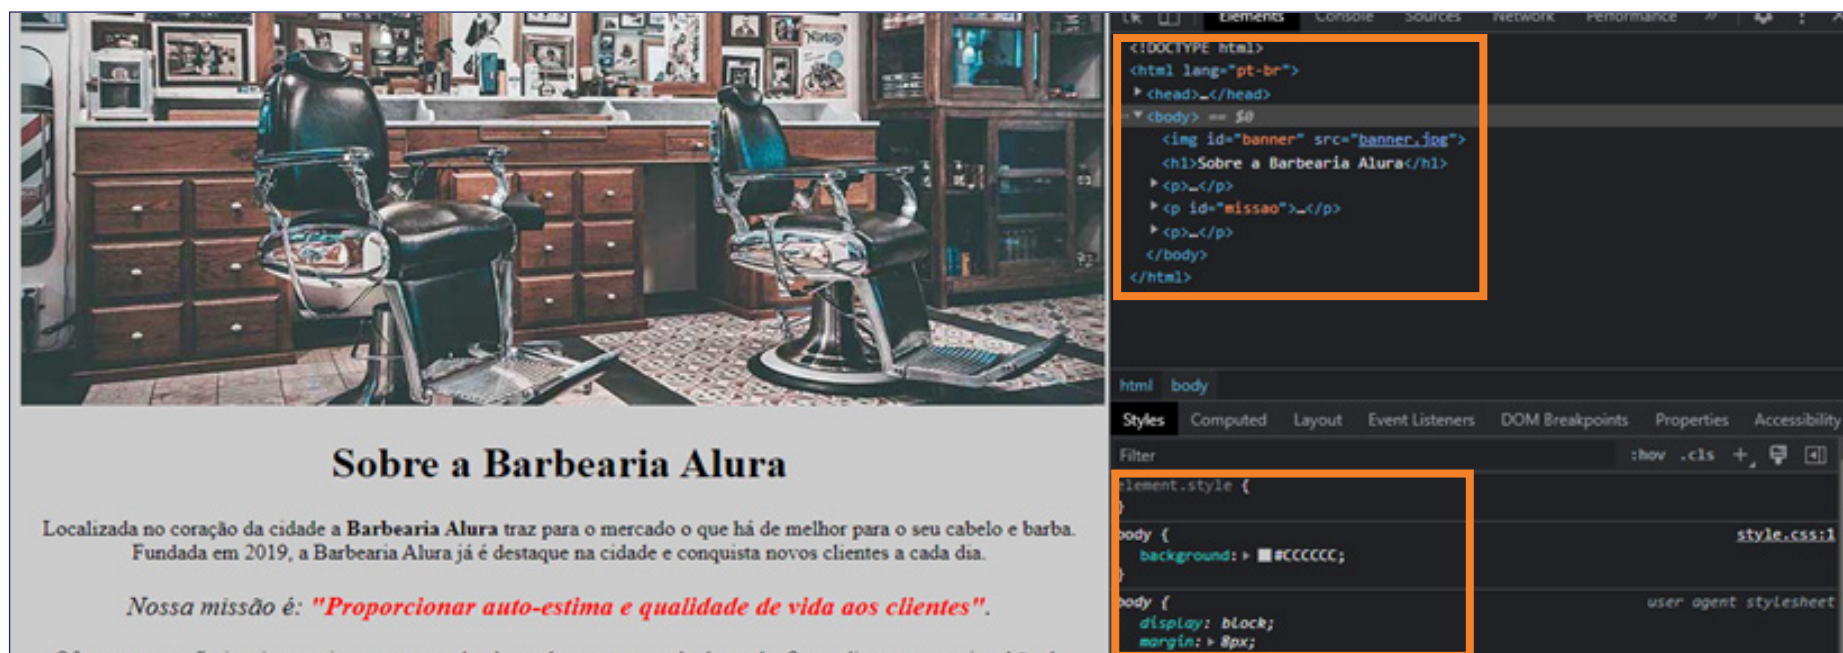 Elements Console Sources Network Performance »
<!DOCTYPE html>
<html lang="pt-br">
<head>…</head>
<body> == $0
<img id="banner" src="banner.jpg">
<h1>Sobre a Barbearia Alura</h1>
<p>…</p>
<p id="missao">…</p>
<p>…</p>
</body>
</html>
html body
Styles Computed Layout Event Listeners DOM Breakpoints Properties Accessibility
Filter :hov .cls +
element.style {
}
body { style.css:1
background: #CCCCCC;
}
body { user agent stylesheet
display: block;
margin: 8px;
Sobre a Barbearia Alura
Localizada no coração da cidade a Barbearia Alura traz para o mercado o que há de melhor para o seu cabelo e barba.
Fundada em 2019, a Barbearia Alura já é destaque na cidade e conquista novos clientes a cada dia.
Nossa missão é: "Proporcionar auto-estima e qualidade de vida aos clientes".